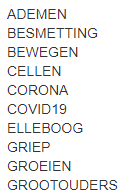 ADEMEN
BESMETTING
BEWEGEN
CELLEN
CORONA
COVID19
ELLEBOOG
GRIEP
GROEIEN
GROOTOUDERS